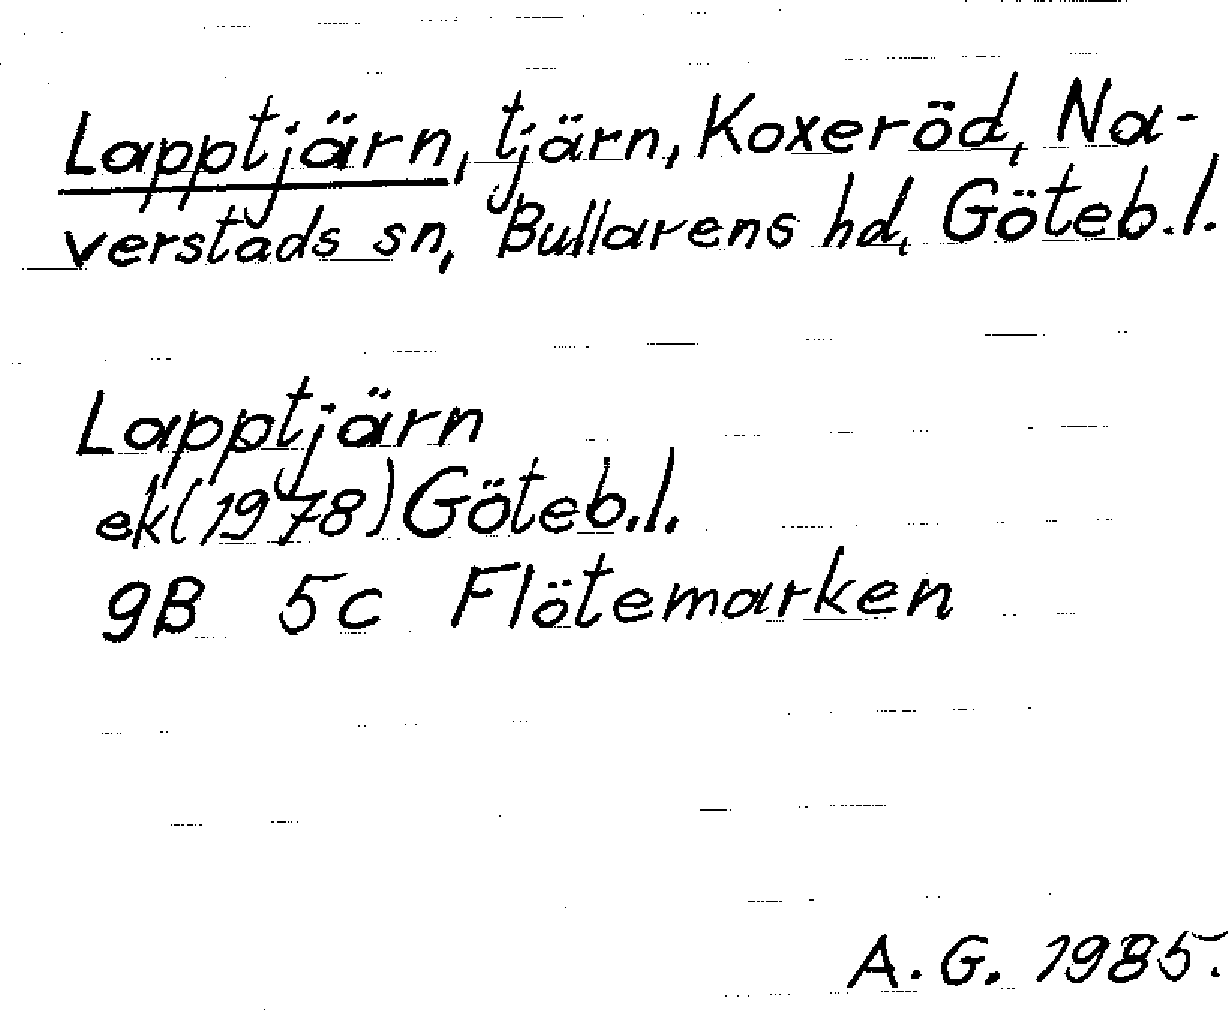 Lapptjärn, tjärn, Koxeröd, Na-
verstads sn, Bullarens hd, Göteb.l.
Lapptjärn
ek(1978) Göteb.l.
9B 5c Flötemarken
A.G. 1985.